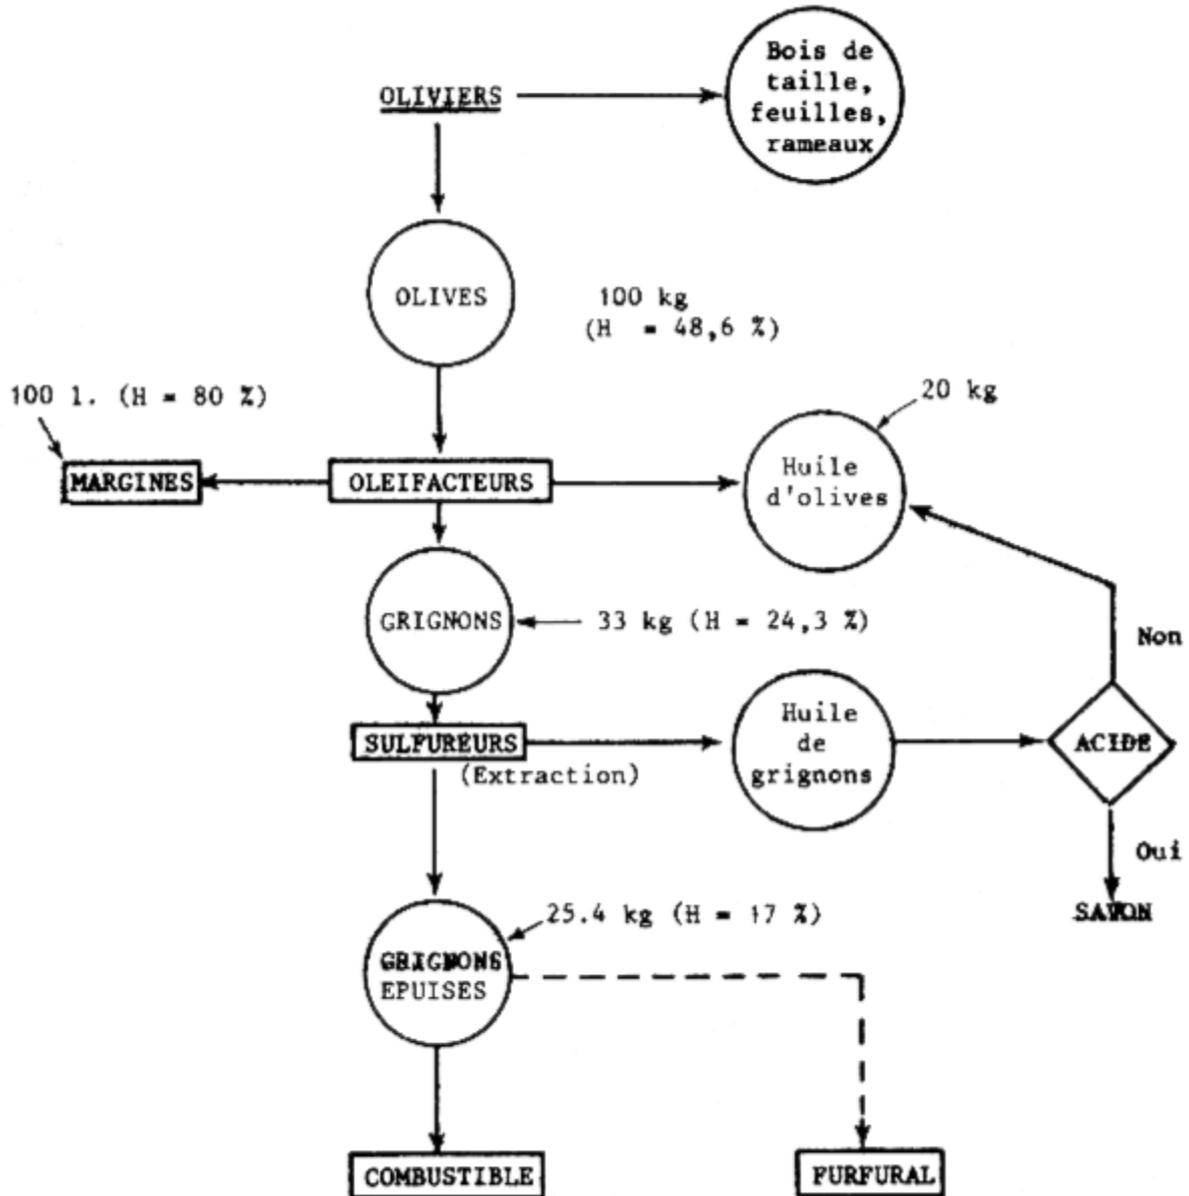 Bois de
taille,
feuilles,
rameaux
OLIVIERS
OLIVES
100 kg
(H = 48,6 %)
100 l. (H = 80 %)
20 kg
MARGINES
OLEIFACTEURS
Huile
d'olives
GRIGNONS
33 kg (H = 24,3 %)
Non
SULFUREURS
(Extraction)
Huile
de
grignons
ACIDE
Oui
SAVON
25.4 kg (H = 17 %)
GRIGNONS
EPUISES
COMBUSTIBLE
FURFURAL